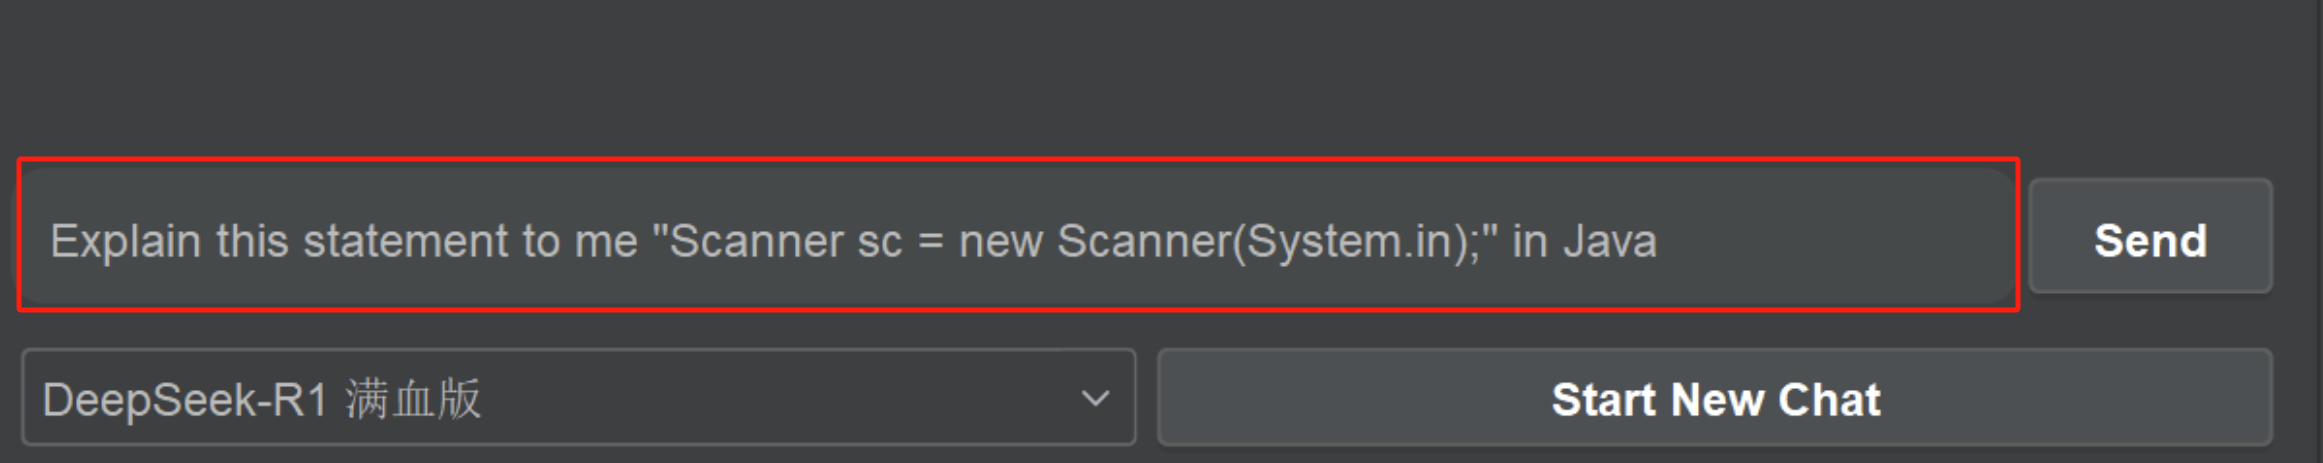 Explain this statement to me "Scanner sc = new Scanner(System.in);" in Java
Send
DeepSeek-R1 满血版
Start New Chat